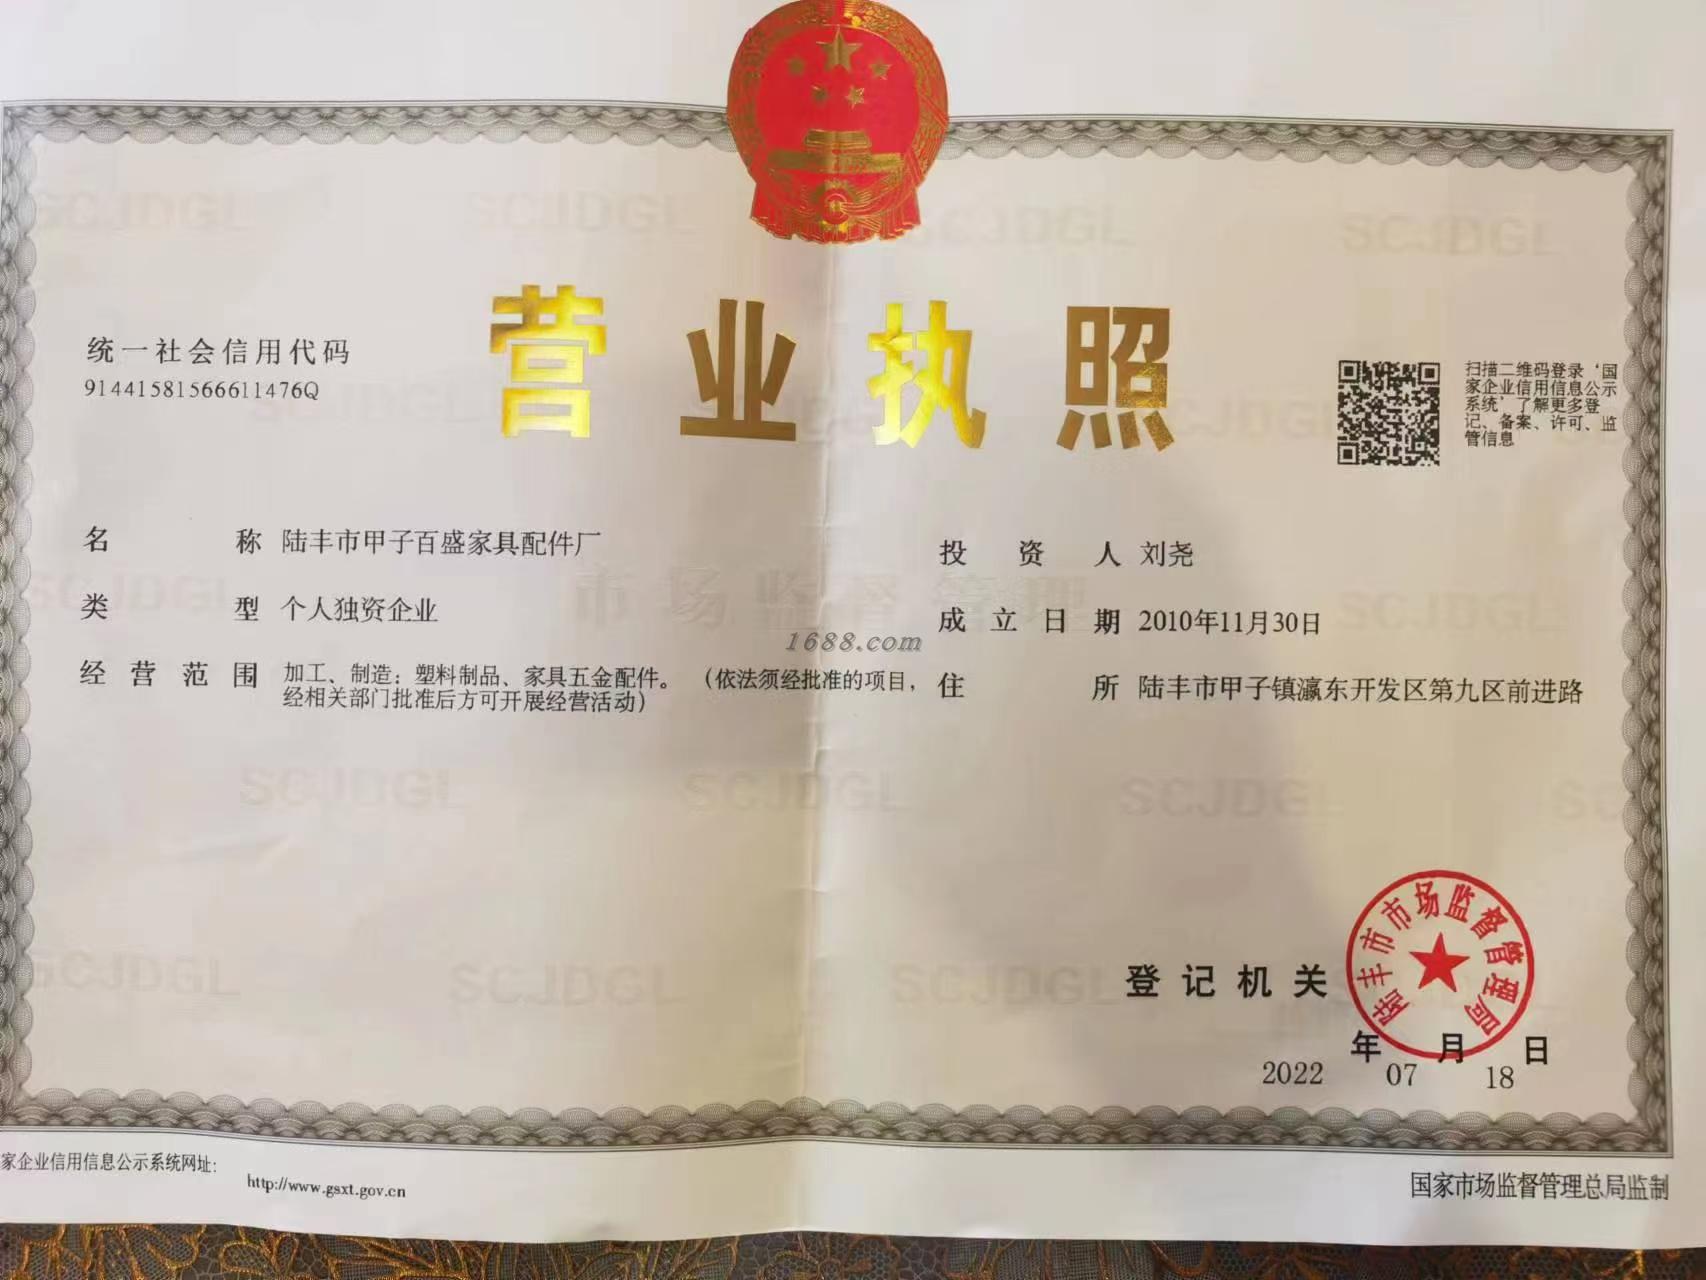 营业执照
统一社会信用代码
91441581566611476Q
扫描二维码登录‘国
家企业信用信息公示
系统’了解更多登
记、备案、许可、监
管信息
名称 陆丰市甲子百盛家具配件厂
类型 个人独资企业
经营范围 加工、制造：塑料制品、家具五金配件。（依法须经批准的项目，
经相关部门批准后方可开展经营活动）
投资人 刘尧
成立日期 2010年11月30日
住所 陆丰市甲子镇瀛东开发区第九区前进路
市场监督管理
1688.com
SCJDGL
登记机关
陆丰市市场监督管理局
年 月 日
2022 07 18
家企业信用信息公示系统网址：
http://www.gsxt.gov.cn
国家市场监督管理总局监制